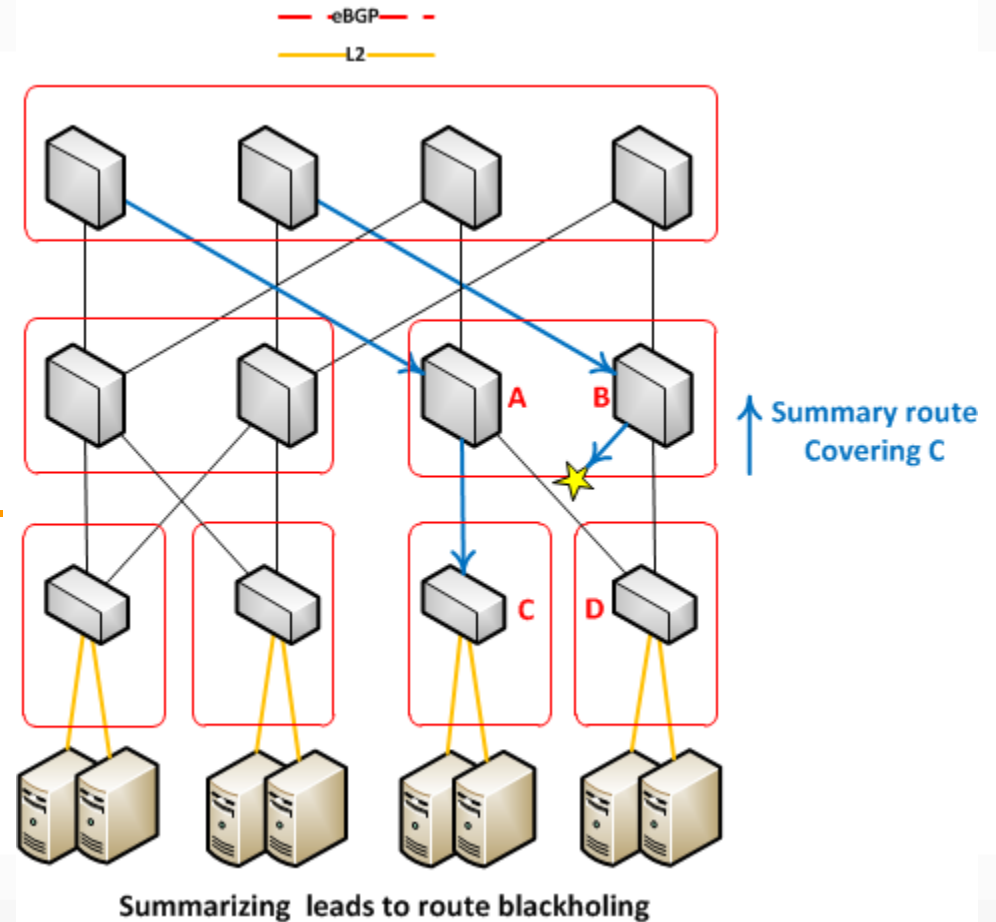 eBGP
L2
A
B
Summary route
Covering C
C
D
Summarizing leads to route blackholing